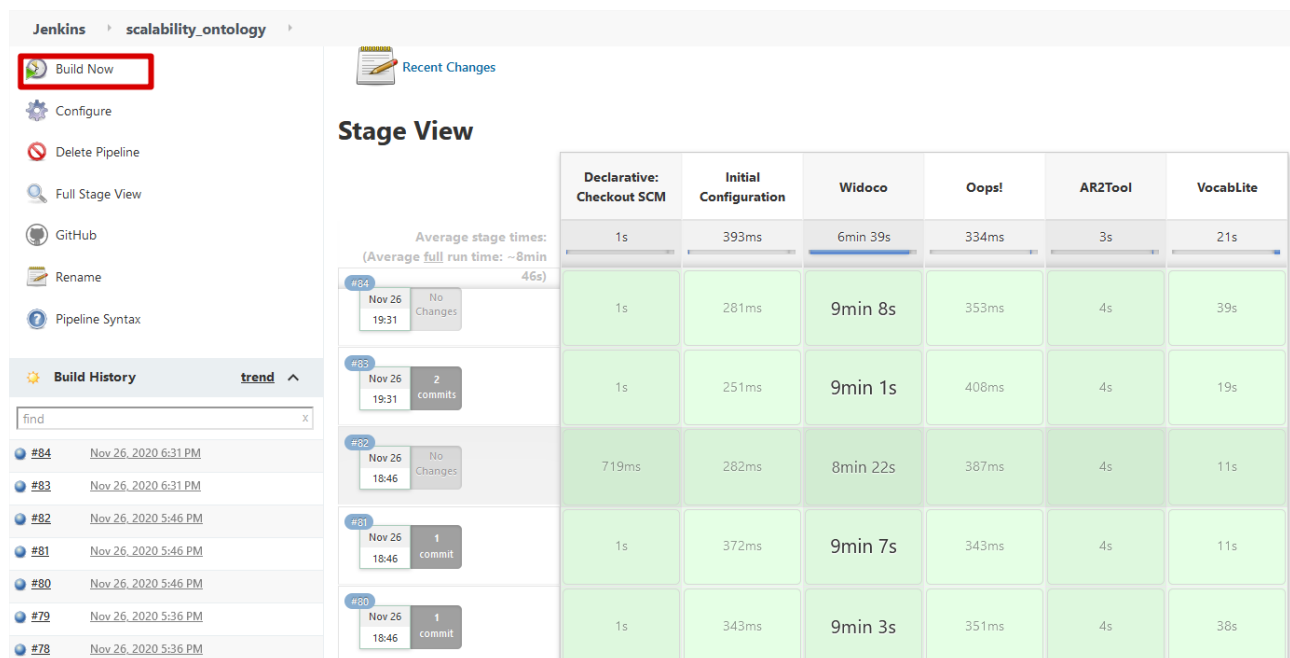 Jenkins scalability_ontology
Build Now
Configure
Delete Pipeline
Full Stage View
GitHub
Rename
Pipeline Syntax
Build History trend
find x
#84 Nov 26, 2020 6:31 PM
#83 Nov 26, 2020 6:31 PM
#82 Nov 26, 2020 5:46 PM
#81 Nov 26, 2020 5:46 PM
#80 Nov 26, 2020 5:46 PM
#79 Nov 26, 2020 5:36 PM
#78 Nov 26, 2020 5:36 PM
Recent Changes
Stage View
Declarative:
Checkout SCM
Initial
Configuration
Widoco
Oops!
AR2Tool
VocabLite
Average stage times:
(Average full run time: ~8min
46s)
1s 393ms 6min 39s 334ms 3s 21s
#84
Nov 26
19:31
No
Changes
1s 281ms 9min 8s 353ms 4s 39s
#83
Nov 26
19:31
2
commits
1s 251ms 9min 1s 408ms 4s 19s
#82
Nov 26
18:46
No
Changes
719ms 282ms 8min 22s 387ms 4s 11s
#81
Nov 26
18:46
1
commit
1s 372ms 9min 7s 343ms 4s 11s
#80
Nov 26
18:46
1
commit
1s 343ms 9min 3s 351ms 4s 38s